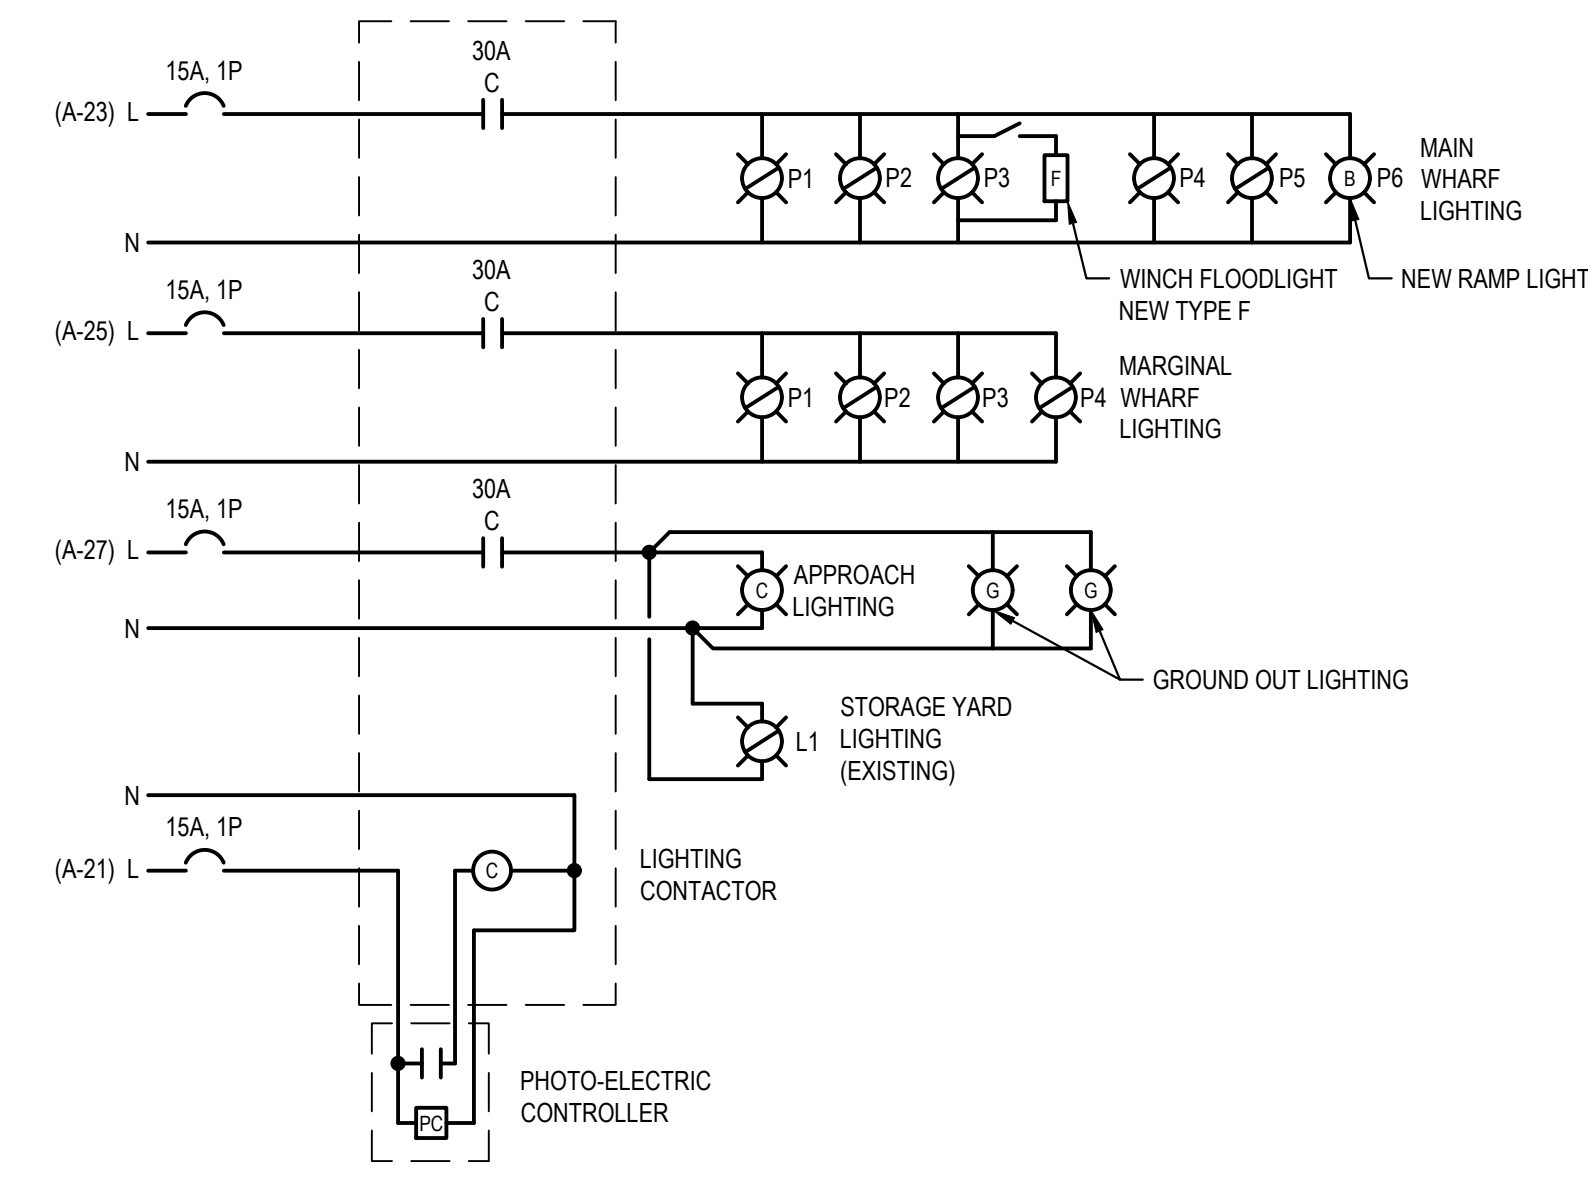 30A
C
15A, 1P
(A-23) L
P1
P2
P3
F
P4
P5
B
P6
MAIN
WHARF
LIGHTING
N
WINCH FLOODLIGHT
NEW TYPE F
NEW RAMP LIGHT
30A
C
15A, 1P
(A-25) L
P1
P2
P3
P4
MARGINAL
WHARF
LIGHTING
N
30A
C
15A, 1P
(A-27) L
C
APPROACH
LIGHTING
G
G
N
GROUND OUT LIGHTING
L1
STORAGE YARD
LIGHTING
(EXISTING)
N
15A, 1P
(A-21) L
C
LIGHTING
CONTACTOR
PHOTO-ELECTRIC
CONTROLLER
PC